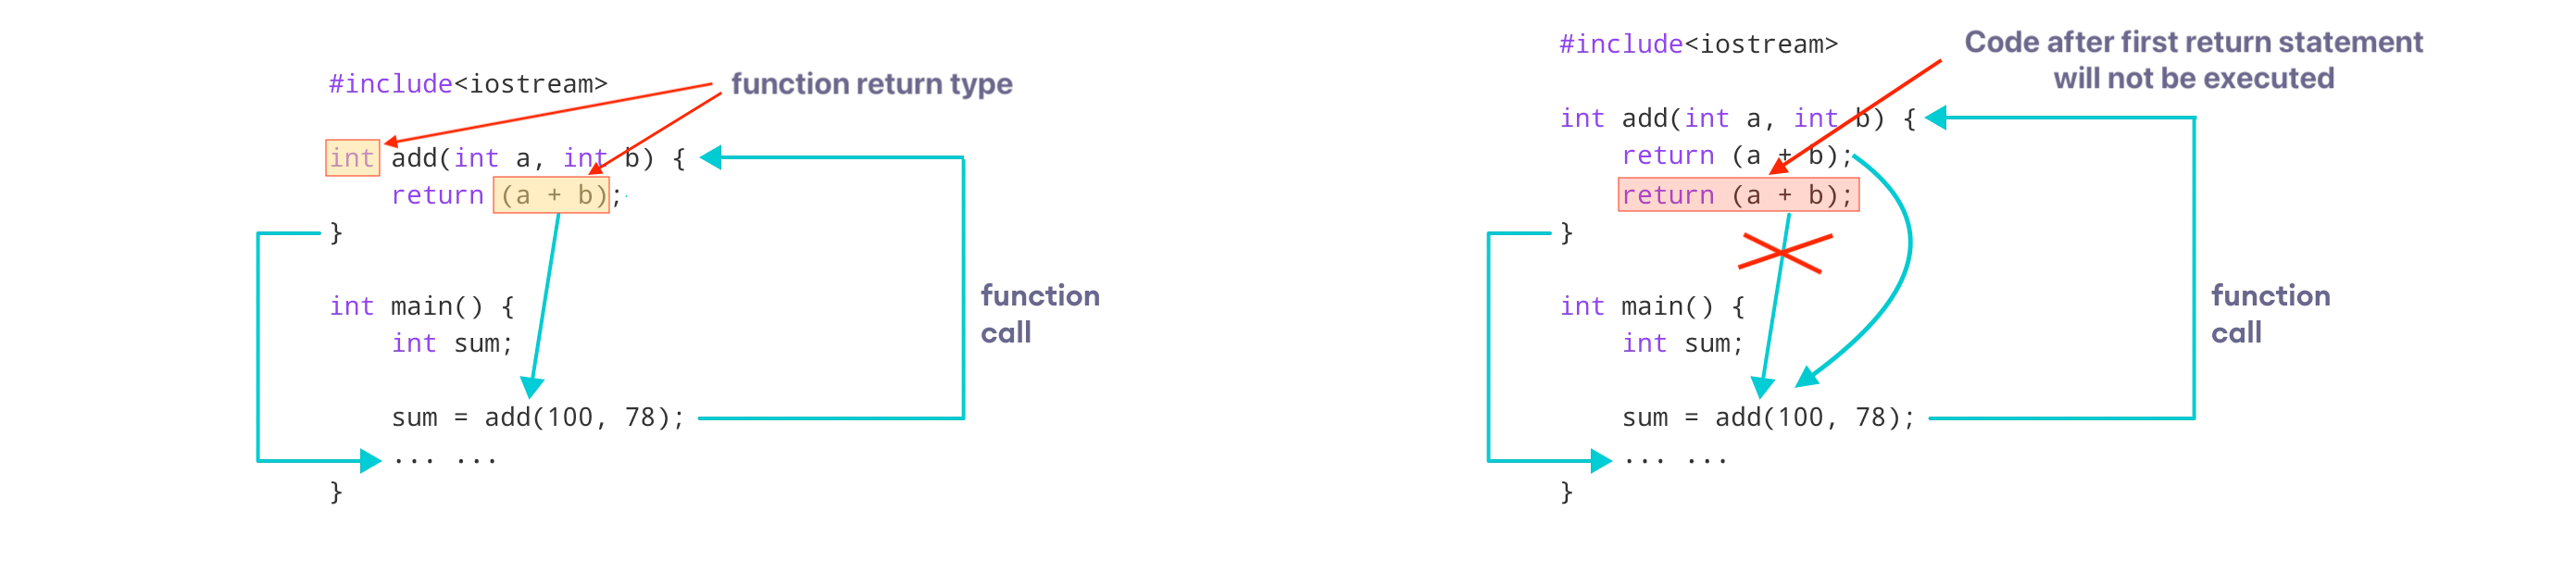 #include<iostream>
function return type
int add(int a, int b) {
return (a + b);
}
int main() {
int sum;
function
call
sum = add(100, 78);
... ...
}
Code after first return statement
will not be executed
#include<iostream>
int add(int a, int b) {
return (a + b);
return (a + b);
}
int main() {
int sum;
function
call
sum = add(100, 78);
... ...
}